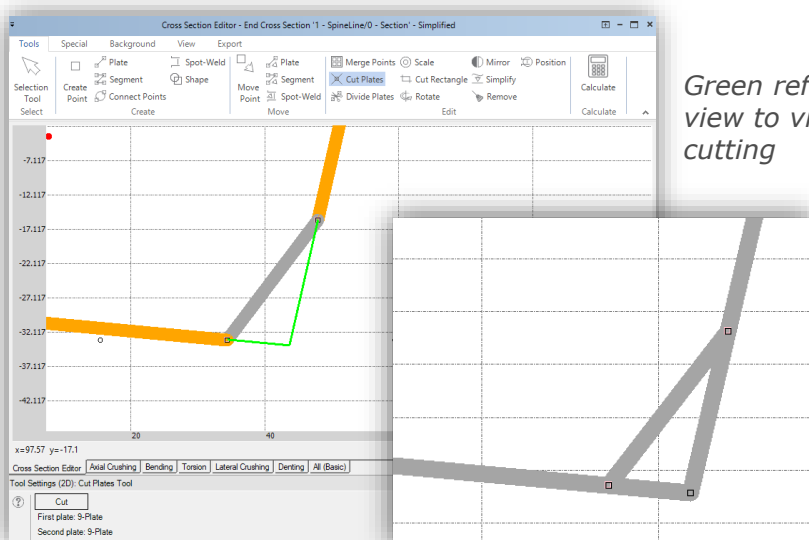 Cross Section Editor - End Cross Section '1 - SpineLine/0 - Section' - Simplified
Tools Special Background View Export
Plate Spot-Weld Plate Merge Points Scale Mirror Position
Selection Tool Create Point Segment Shape Move Point Segment Cut Plates Cut Rectangle Simplify Calculate
Connect Points Spot-Weld Divide Plates Rotate Remove
Select Create Move Edit Calculate
Green ref
view to vi
cutting
-7.117
-12.117
-17.117
-22.117
-27.117
-32.117
-37.117
-42.117
20 40
x=97.57 y=-17.1
Cross Section Editor Axial Crushing Bending Torsion Lateral Crushing Denting All (Basic)
Tool Settings (2D): Cut Plates Tool
Cut
First plate: 9-Plate
Second plate: 9-Plate